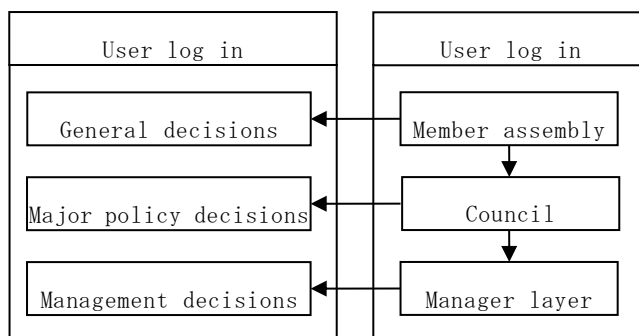 User log in
User log in
General decisions
Member assembly
Major policy decisions
Council
Management decisions
Manager layer